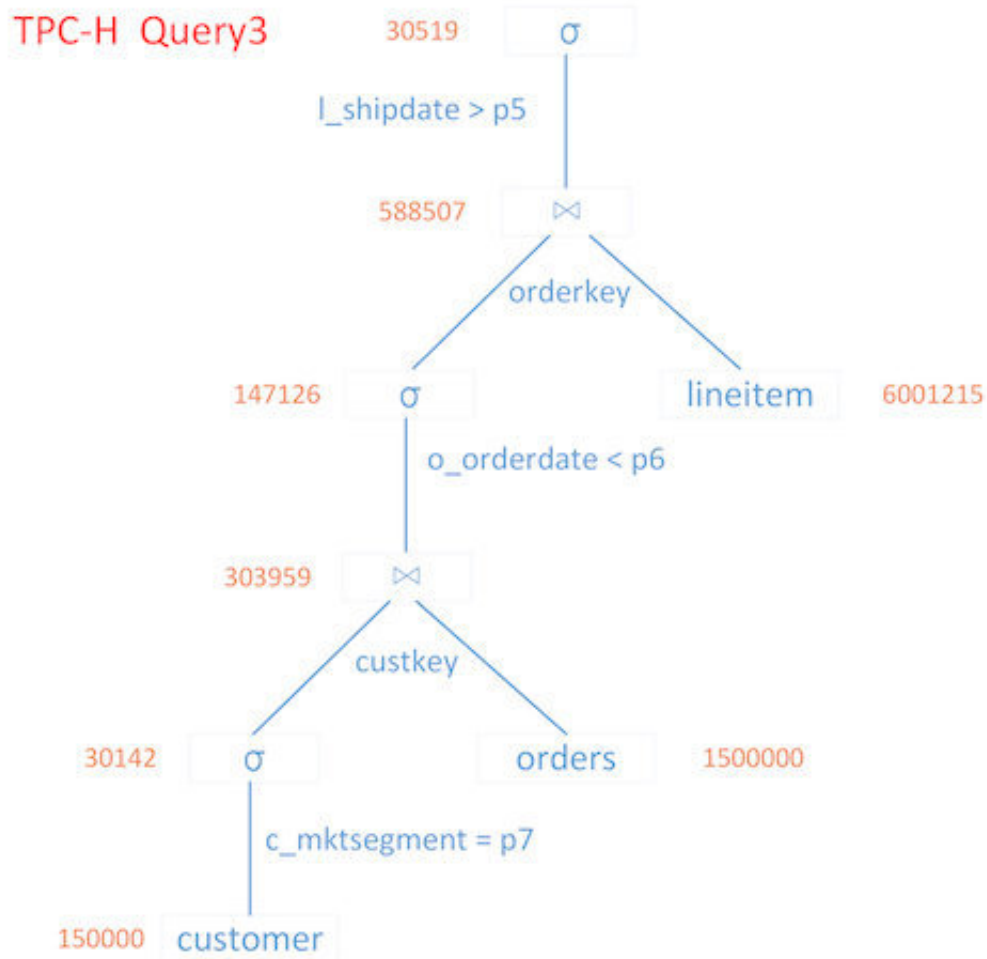 TPC-H Query3
30519 σ
l_shipdate > p5
588507 ⋈
orderkey
147126 σ
lineitem 6001215
o_orderdate < p6
303959 ⋈
custkey
30142 σ
orders 1500000
c_mktsegment = p7
150000 customer